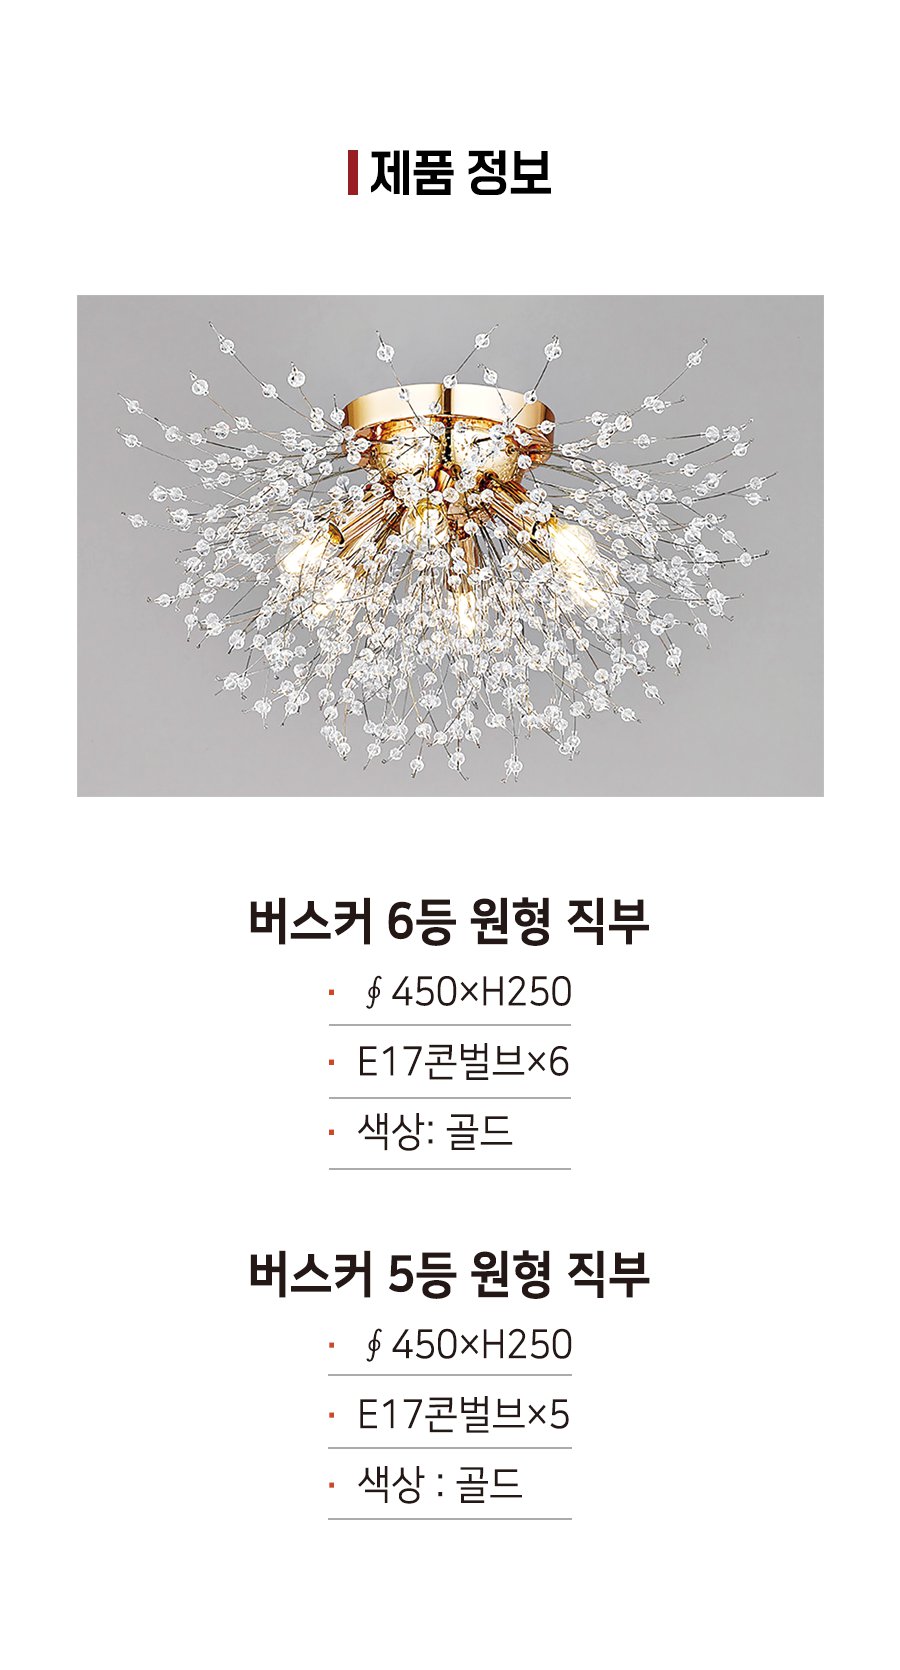 제품 정보
버스커 6등 원형 직부
· ∮ 450×H250
· E17콘벌브×6
· 색상: 골드
버스커 5등 원형 직부
· ∮ 450×H250
· E17콘벌브×5
· 색상 : 골드